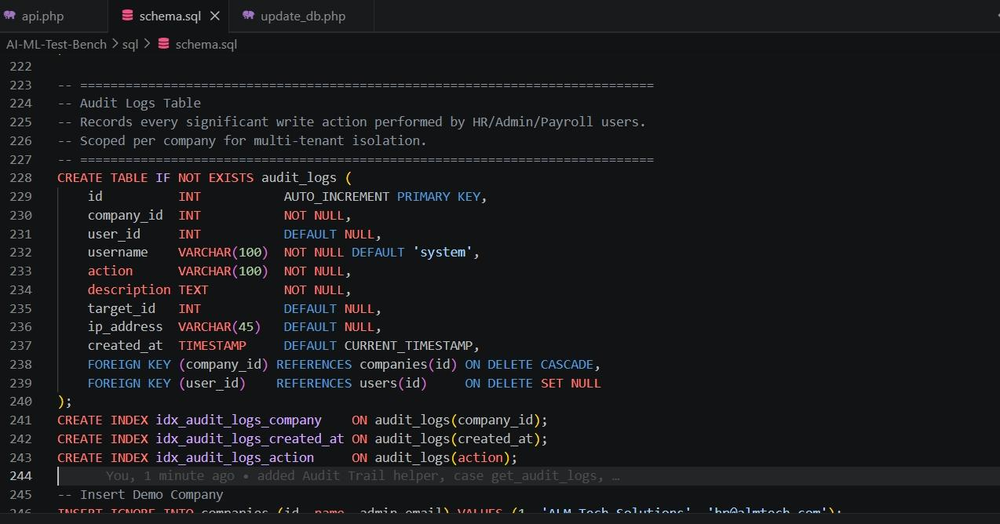 api.php schema.sql update_db.php
AI-ML-Test-Bench > sql > schema.sql
222
223 -- ============================================================================
224 -- Audit Logs Table
225 -- Records every significant write action performed by HR/Admin/Payroll users.
226 -- Scoped per company for multi-tenant isolation.
227 -- ============================================================================
228 CREATE TABLE IF NOT EXISTS audit_logs (
229     id          INT           AUTO_INCREMENT PRIMARY KEY,
230     company_id  INT           NOT NULL,
231     user_id     INT           DEFAULT NULL,
232     username    VARCHAR(100)  NOT NULL DEFAULT 'system',
233     action      VARCHAR(100)  NOT NULL,
234     description TEXT          NOT NULL,
235     target_id   INT           DEFAULT NULL,
236     ip_address  VARCHAR(45)   DEFAULT NULL,
237     created_at  TIMESTAMP     DEFAULT CURRENT_TIMESTAMP,
238     FOREIGN KEY (company_id) REFERENCES companies(id) ON DELETE CASCADE,
239     FOREIGN KEY (user_id)    REFERENCES users(id)     ON DELETE SET NULL
240 );
241 CREATE INDEX idx_audit_logs_company    ON audit_logs(company_id);
242 CREATE INDEX idx_audit_logs_created_at ON audit_logs(created_at);
243 CREATE INDEX idx_audit_logs_action     ON audit_logs(action);
244 You, 1 minute ago • added Audit Trail helper, case get_audit_logs, …
245 -- Insert Demo Company
246 INSERT IGNORE INTO companies (id, name, admin_email) VALUES (1, 'ALM Tech Solutions', 'hr@almtech.com');